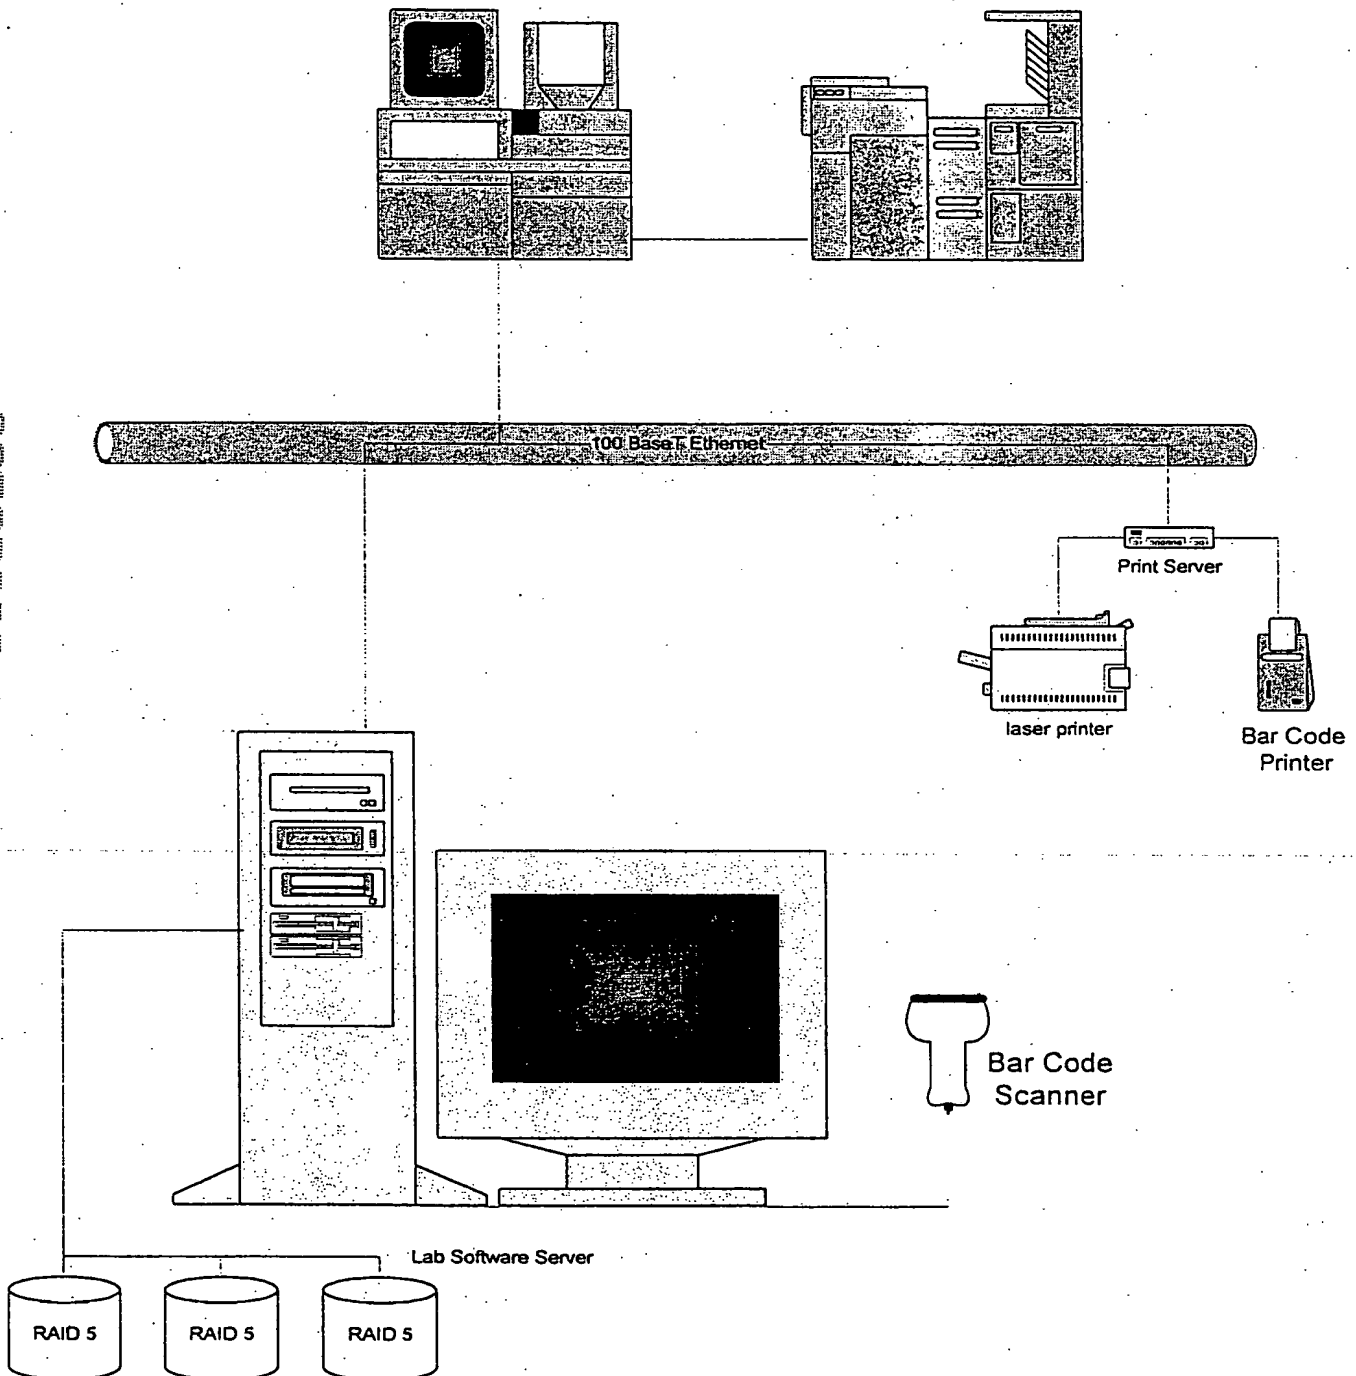 100 BaseT Ethernet
Print Server
laser printer
Bar Code
Printer
Bar Code
Scanner
Lab Software Server
RAID 5
RAID 5
RAID 5